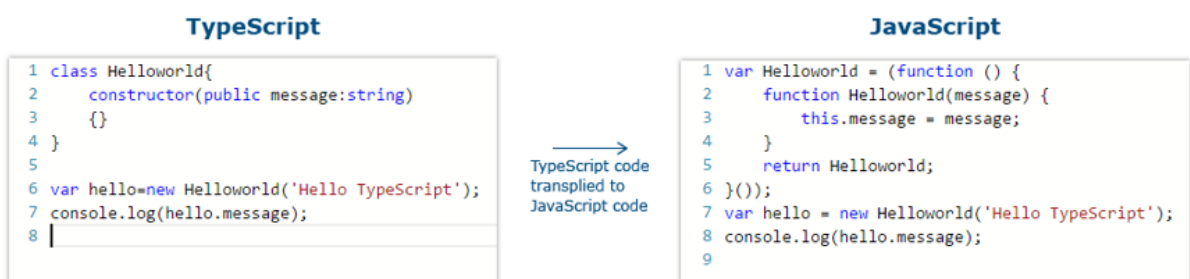 TypeScript
1 class Helloworld{
2     constructor(public message:string)
3     {}
4 }
5
6 var hello=new Helloworld('Hello TypeScript');
7 console.log(hello.message);
8
TypeScript code
transplied to
JavaScript code
JavaScript
1 var Helloworld = (function () {
2     function Helloworld(message) {
3         this.message = message;
4     }
5     return Helloworld;
6 }());
7 var hello = new Helloworld('Hello TypeScript');
8 console.log(hello.message);
9